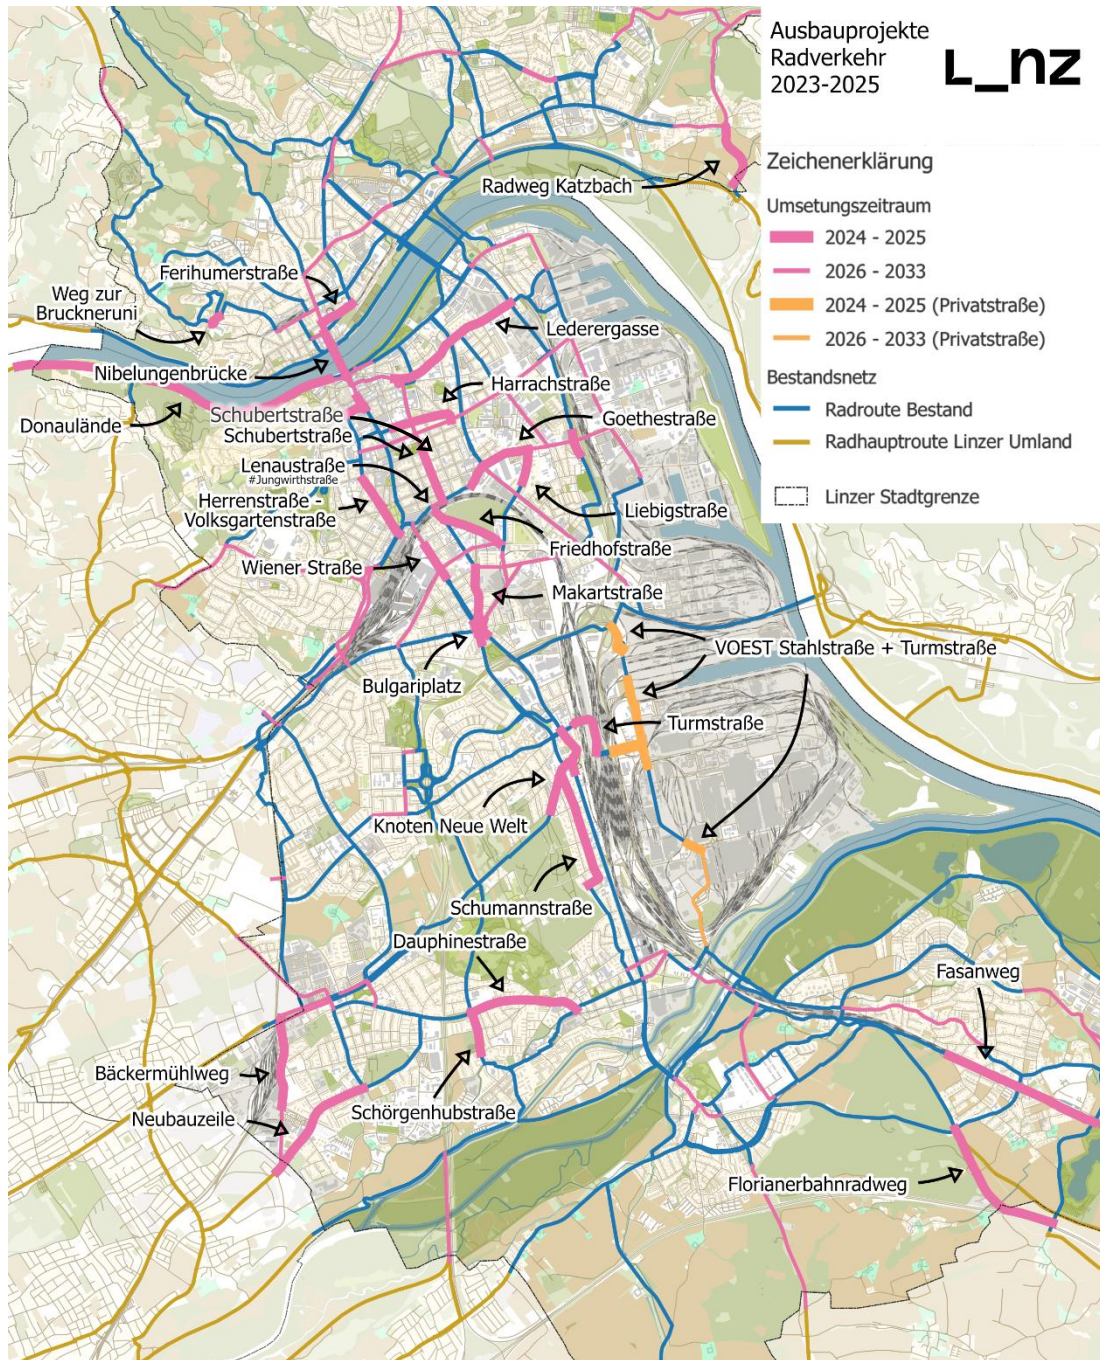 Ausbauprojekte
Radverkehr
2023-2025
L_nz
Zeichenerklärung
Umsetungszeitraum
2024 - 2025
2026 - 2033
2024 - 2025 (Privatstraße)
2026 - 2033 (Privatstraße)
Bestandsnetz
Radroute Bestand
Radhauptroute Linzer Umland
Linzer Stadtgrenze
Radweg Katzbach
Ferihumerstraße
Weg zur
Bruckneruni
Lederergasse
Nibelungenbrücke
Harrachstraße
Donaulände
Schubertstraße
Goethestraße
Schubertstraße
Lenaustraße
#Jungwirthstraße
Herrenstraße -
Volksgartenstraße
Liebigstraße
Friedhofstraße
Wiener Straße
Makartstraße
VOEST Stahlstraße + Turmstraße
Bulgariplatz
Turmstraße
Knoten Neue Welt
Schumannstraße
Dauphinestraße
Fasanweg
Bäckermühlweg
Neubauzeile
Schörgenhubstraße
Florianerbahnradweg